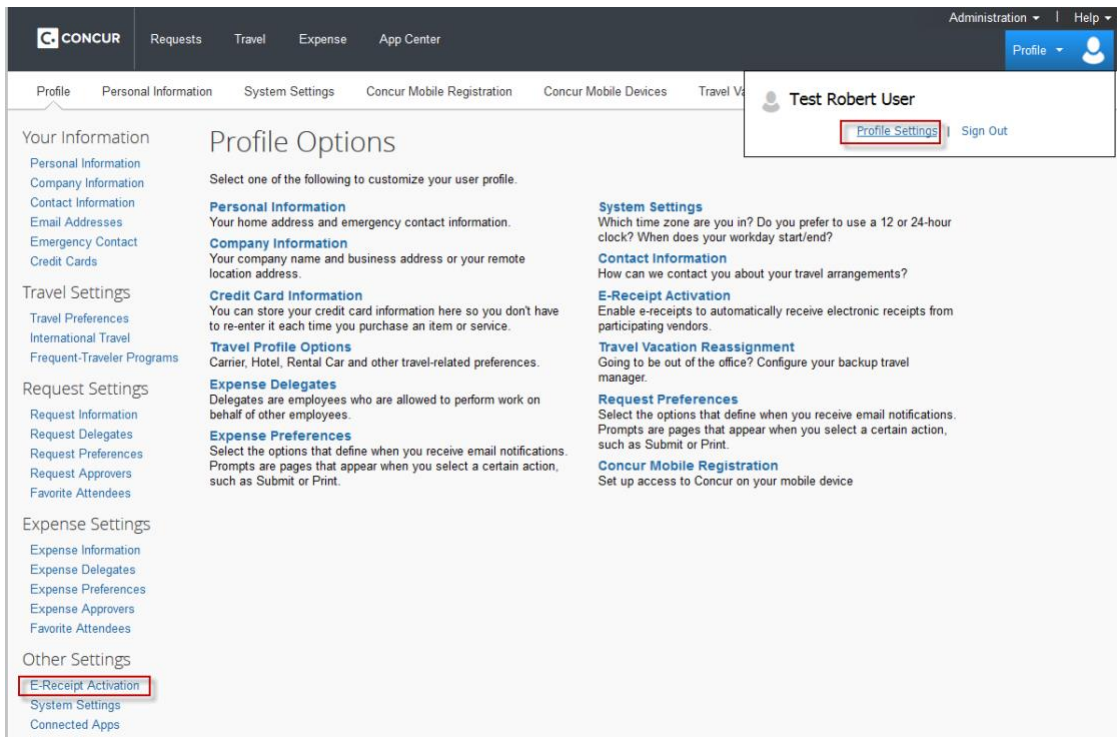 Administration | Help
C. CONCUR Requests Travel Expense App Center
Profile
Profile Personal Information System Settings Concur Mobile Registration Concur Mobile Devices Travel
Test Robert User
Profile Settings | Sign Out
Your Information
Personal Information
Company Information
Contact Information
Email Addresses
Emergency Contact
Credit Cards
Travel Settings
Travel Preferences
International Travel
Frequent-Traveler Programs
Request Settings
Request Information
Request Delegates
Request Preferences
Request Approvers
Favorite Attendees
Expense Settings
Expense Information
Expense Delegates
Expense Preferences
Expense Approvers
Favorite Attendees
Other Settings
E-Receipt Activation
System Settings
Connected Apps
Profile Options
Select one of the following to customize your user profile.
Personal Information
Your home address and emergency contact information.
Company Information
Your company name and business address or your remote
location address.
Credit Card Information
You can store your credit card information here so you don't have
to re-enter it each time you purchase an item or service.
Travel Profile Options
Carrier, Hotel, Rental Car and other travel-related preferences.
Expense Delegates
Delegates are employees who are allowed to perform work on
behalf of other employees.
Expense Preferences
Select the options that define when you receive email notifications.
Prompts are pages that appear when you select a certain action,
such as Submit or Print.
System Settings
Which time zone are you in? Do you prefer to use a 12 or 24-hour
clock? When does your workday start/end?
Contact Information
How can we contact you about your travel arrangements?
E-Receipt Activation
Enable e-receipts to automatically receive electronic receipts from
participating vendors.
Travel Vacation Reassignment
Going to be out of the office? Configure your backup travel
manager.
Request Preferences
Select the options that define when you receive email notifications.
Prompts are pages that appear when you select a certain action,
such as Submit or Print.
Concur Mobile Registration
Set up access to Concur on your mobile device